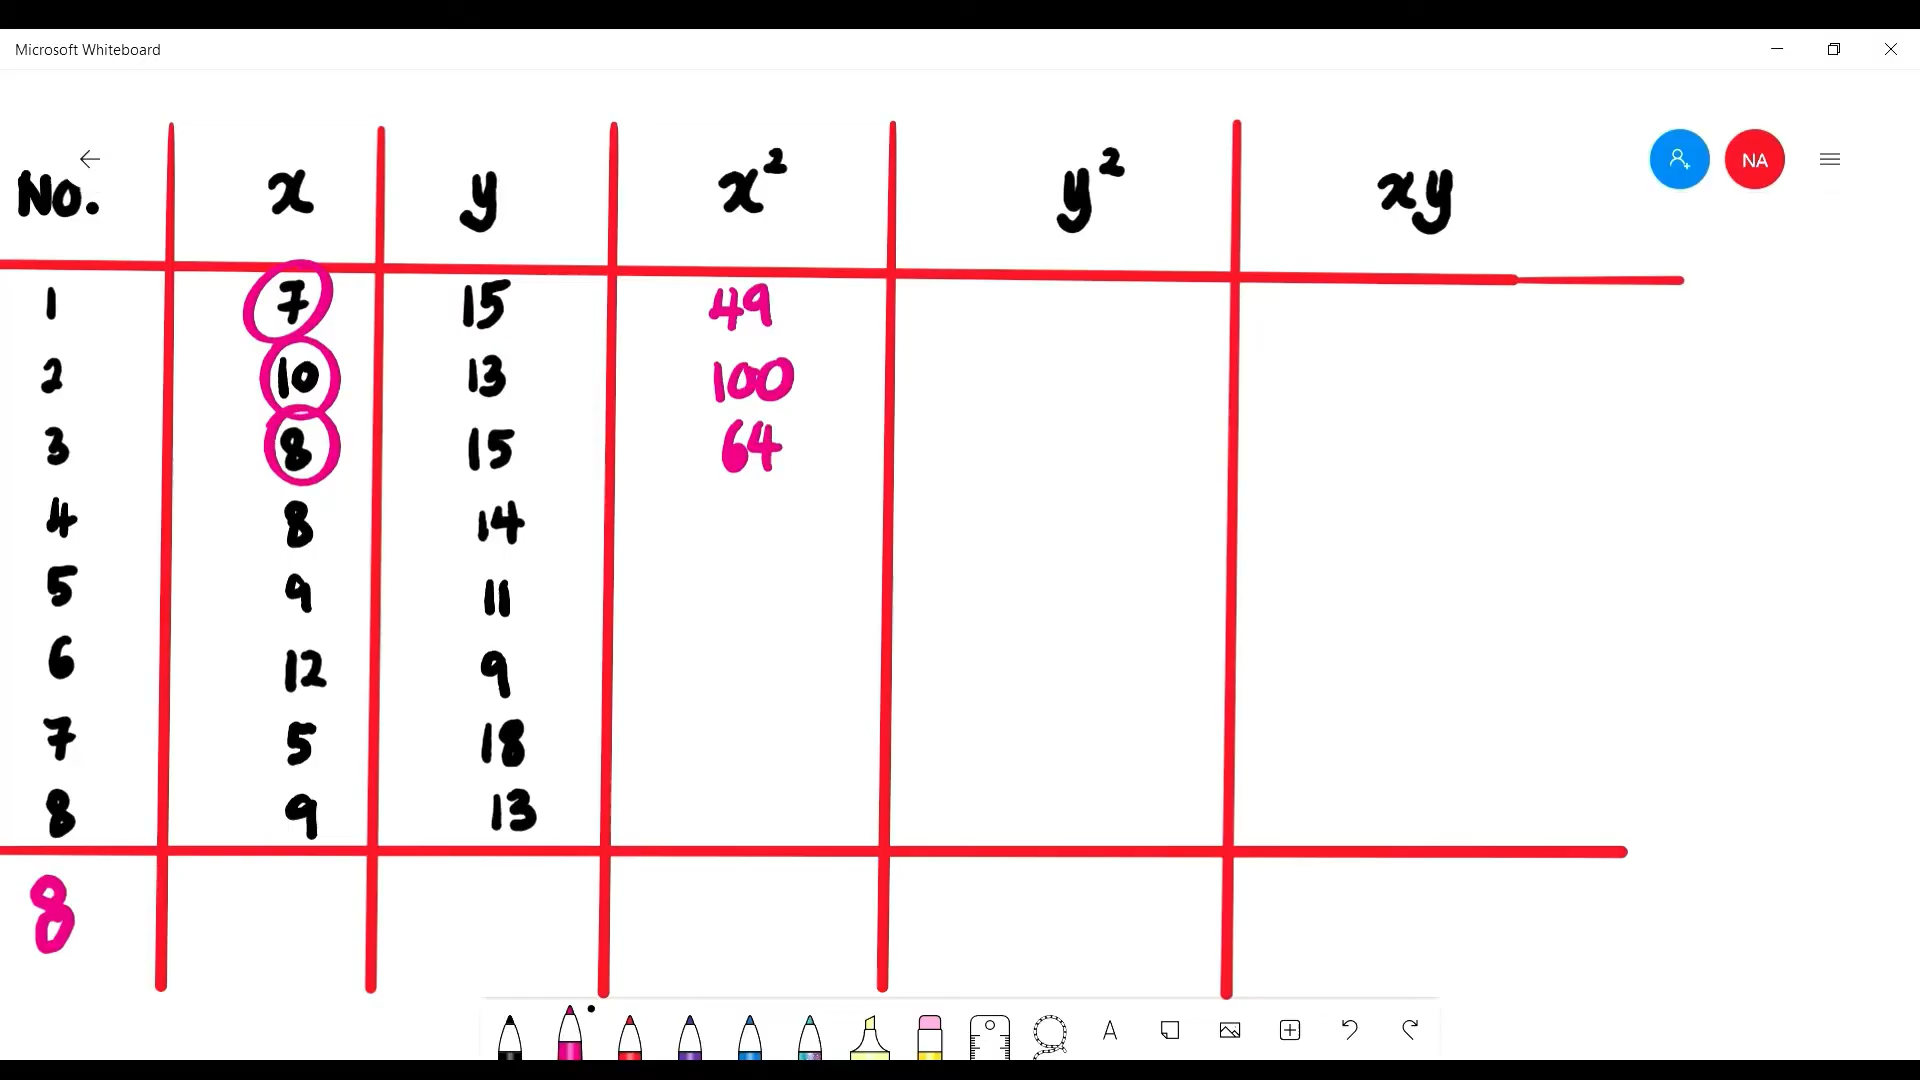 Microsoft Whiteboard
NA
No. x y x² y² xy
1 7 15 49
2 10 13 100
3 8 15 64
4 8 14
5 9 11
6 12 9
7 5 18
8 9 13
8
A